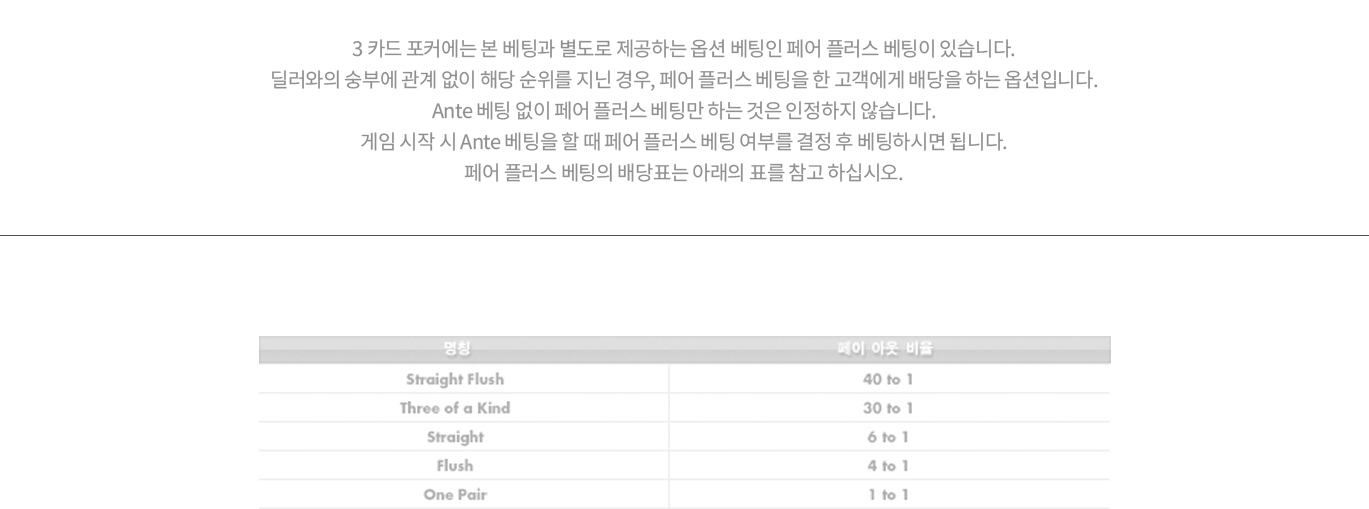 3 카드 포커에는 본 베팅과 별도로 제공하는 옵션 베팅인 페어 플러스 베팅이 있습니다.
딜러와의 숭부에 관계 없이 해당 순위를 지닌 경우, 페어 플러스 베팅을 한 고객에게 배당을 하는 옵션입니다.
Ante 베팅 없이 페어 플러스 베팅만 하는 것은 인정하지 않습니다.
게임 시작 시 Ante 베팅을 할 때 페어 플러스 베팅 여부를 결정 후 베팅하시면 됩니다.
페어 플러스 베팅의 배당표는 아래의 표를 참고 하십시오.
명칭 페이 아웃 비율
Straight Flush 40 to 1
Three of a Kind 30 to 1
Straight 6 to 1
Flush 4 to 1
One Pair 1 to 1